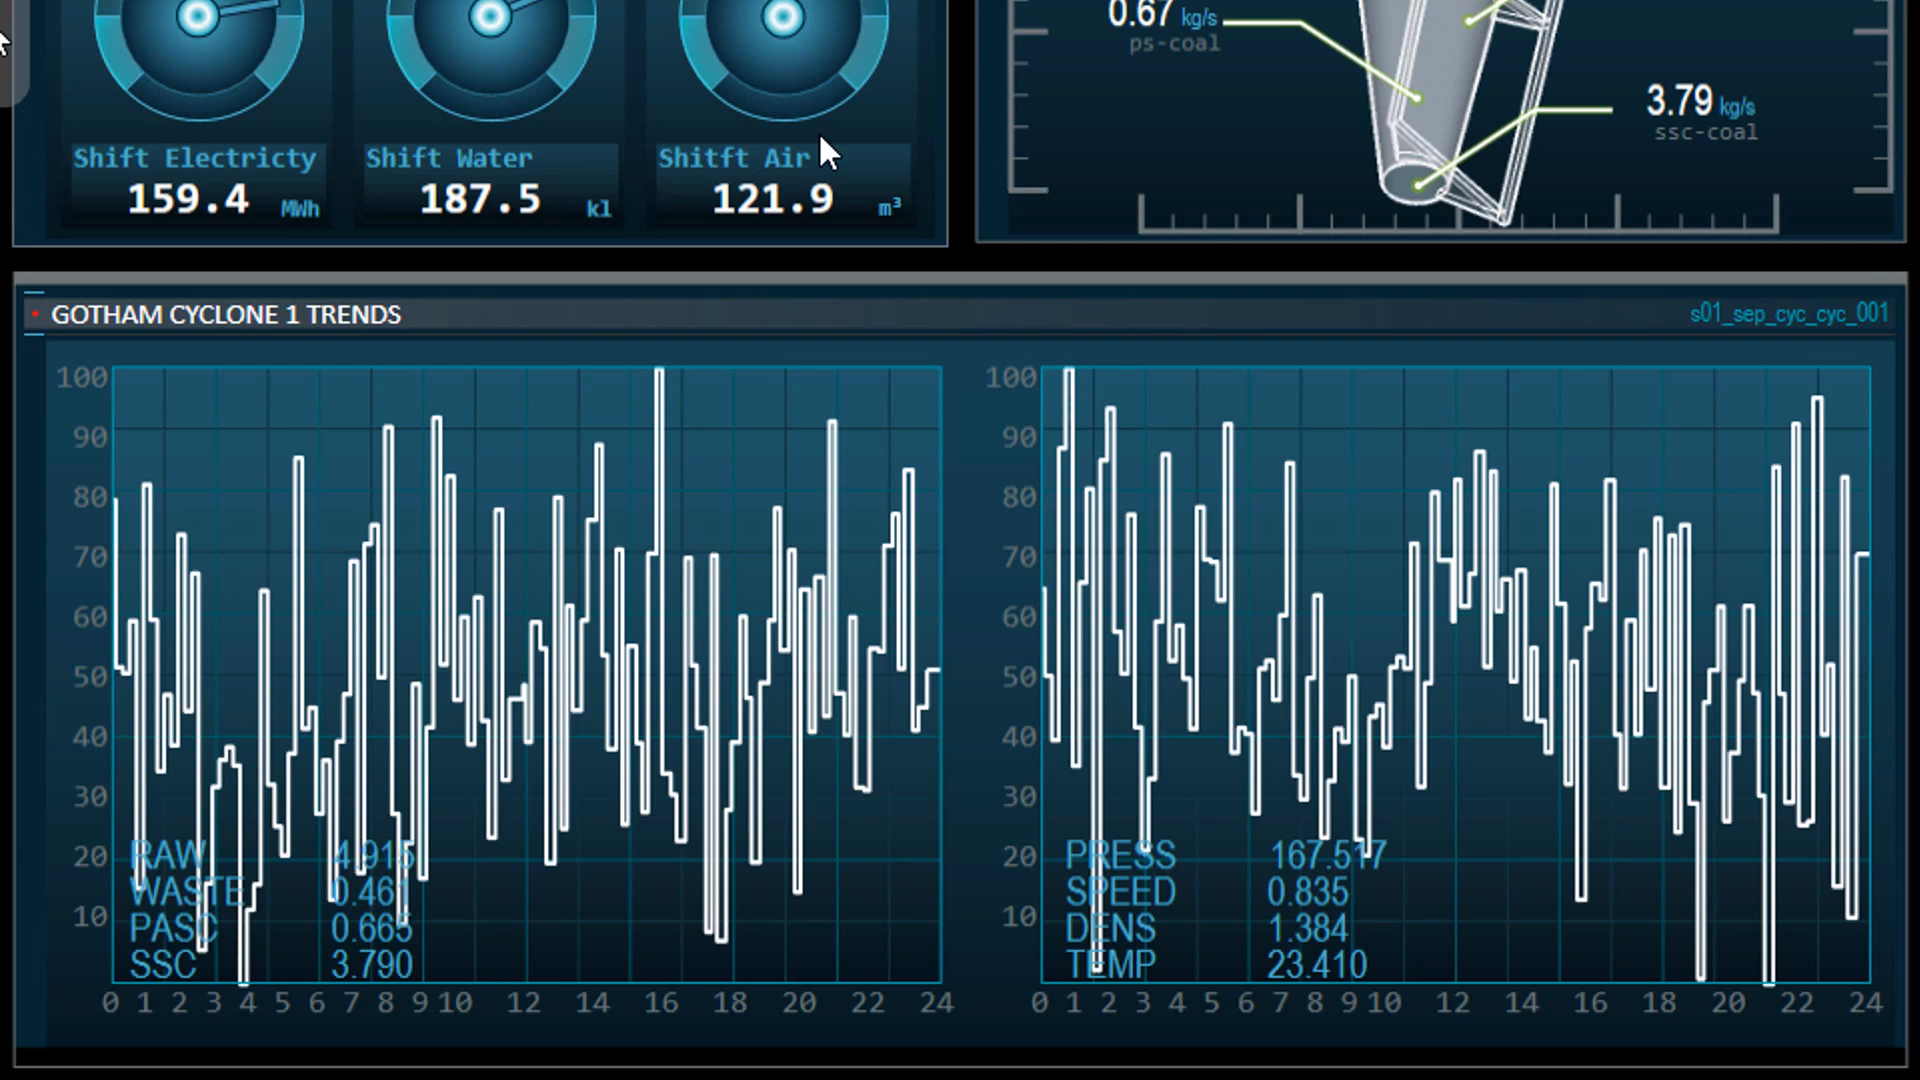 0.67 kg/s
ps-coal
3.79 kg/s
ssc-coal
Shift Electricty
159.4 MWh
Shift Water
187.5 kl
Shitft Air
121.9 m³
GOTHAM CYCLONE 1 TRENDS
s01_sep_cyc_cyc_001
100
90
80
70
60
50
40
30
20
10
RAW 4.915
WASTE 0.461
PASC 0.665
SSC 3.790
0 1 2 3 4 5 6 7 8 9 10 12 14 16 18 20 22 24
100
90
80
70
60
50
40
30
20
10
PRESS 167.517
SPEED 0.835
DENS 1.384
TEMP 23.410
0 1 2 3 4 5 6 7 8 9 10 12 14 16 18 20 22 24